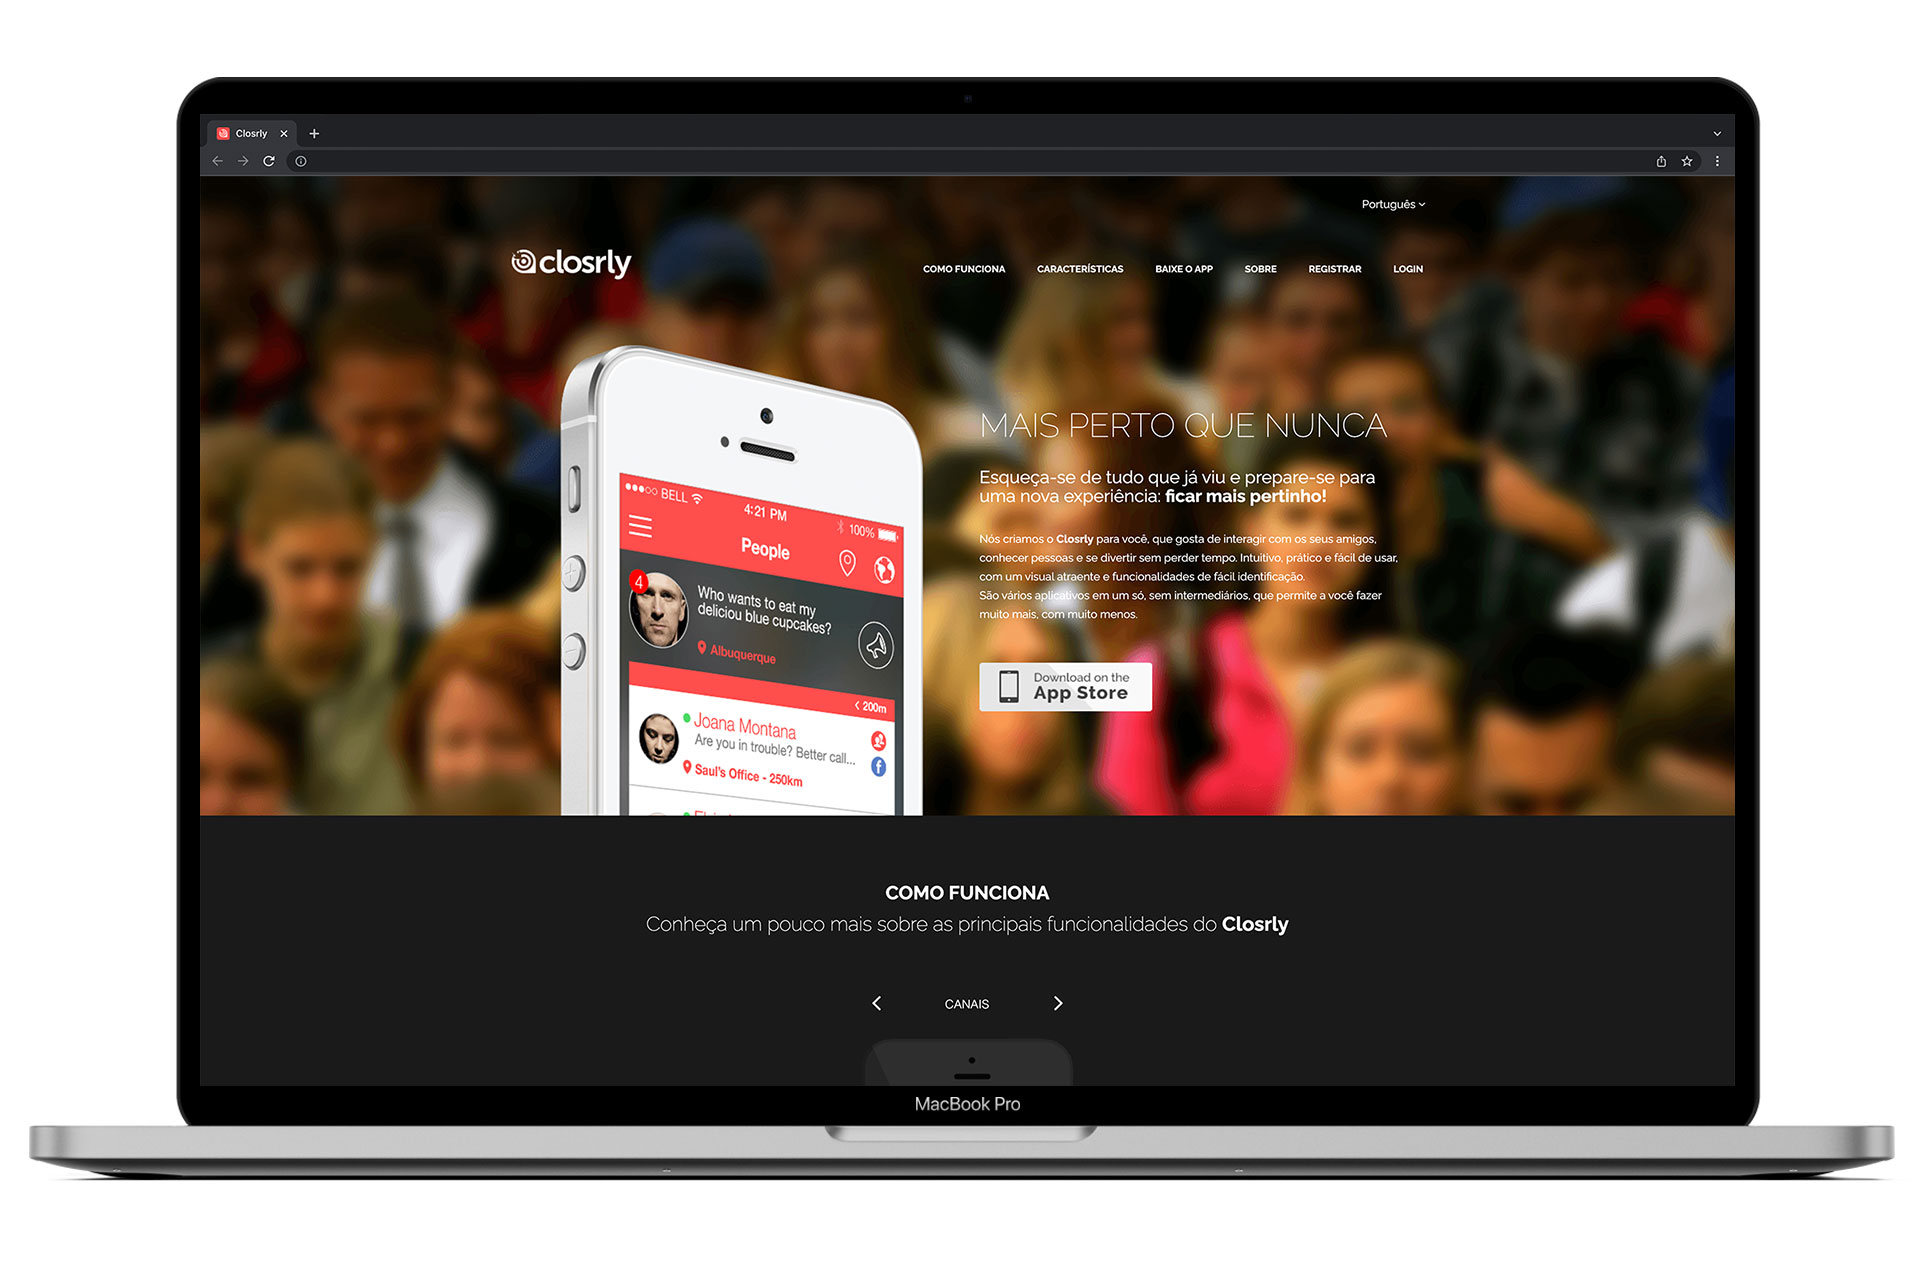 Closrly
Português
closrly
COMO FUNCIONA
CARACTERÍSTICAS
BAIXE O APP
SOBRE
REGISTRAR
LOGIN
BELL
4:21 PM
100%
People
4
Who wants to eat my
deliciou blue cupcakes?
Albuquerque
< 200m
Joana Montana
Are you in trouble? Better call...
Saul's Office - 250km
MAIS PERTO QUE NUNCA
Esqueça-se de tudo que já viu e prepare-se para
uma nova experiência: ficar mais pertinho!
Nós criamos o Closrly para você, que gosta de interagir com os seus amigos,
conhecer pessoas e se divertir sem perder tempo. Intuitivo, prático e fácil de usar,
com um visual atraente e funcionalidades de fácil identificação.
São vários aplicativos em um só, sem intermediários, que permite a você fazer
muito mais, com muito menos.
Download on the
App Store
COMO FUNCIONA
Conheça um pouco mais sobre as principais funcionalidades do Closrly
CANAIS
MacBook Pro